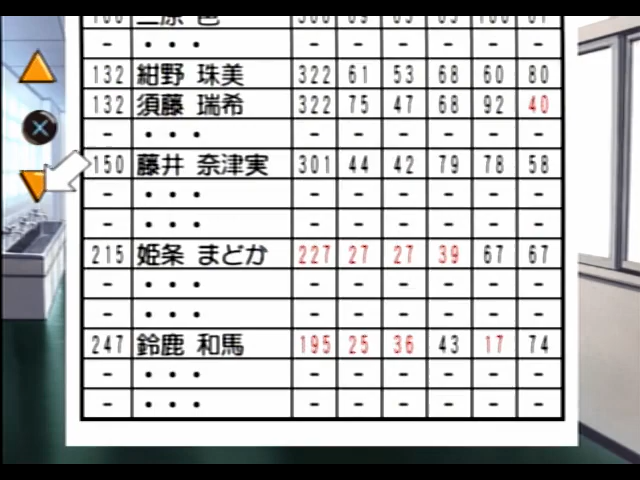 - ・・・ - - - - - -
132 紺野 珠美 322 61 53 68 60 80
132 須藤 瑞希 322 75 47 68 92 40
- ・・・ - - - - - -
150 藤井 奈津実 301 44 42 79 78 58
- ・・・ - - - - - -
- ・・・ - - - - - -
215 姫条 まどか 227 27 27 39 67 67
- ・・・ - - - - - -
- ・・・ - - - - - -
247 鈴鹿 和馬 195 25 36 43 17 74
- ・・・ - - - - - -
- ・・・ - - - - - -